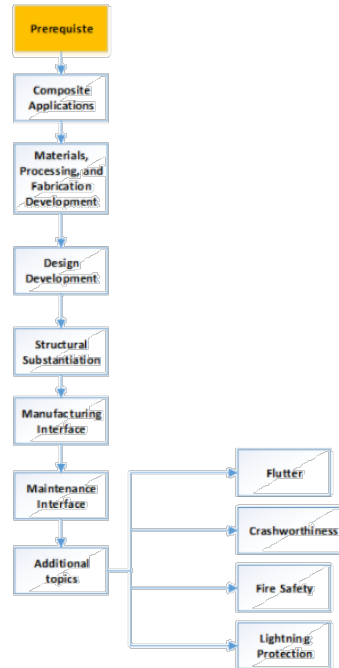 Prerequiste
Composite
Applications
Materials,
Processing, and
Fabrication
Development
Design
Development
Structural
Substantiation
Manufacturing
Interface
Maintenance
Interface
Additional
topics
Flutter
Crashworthiness
Fire Safety
Lightning
Protection